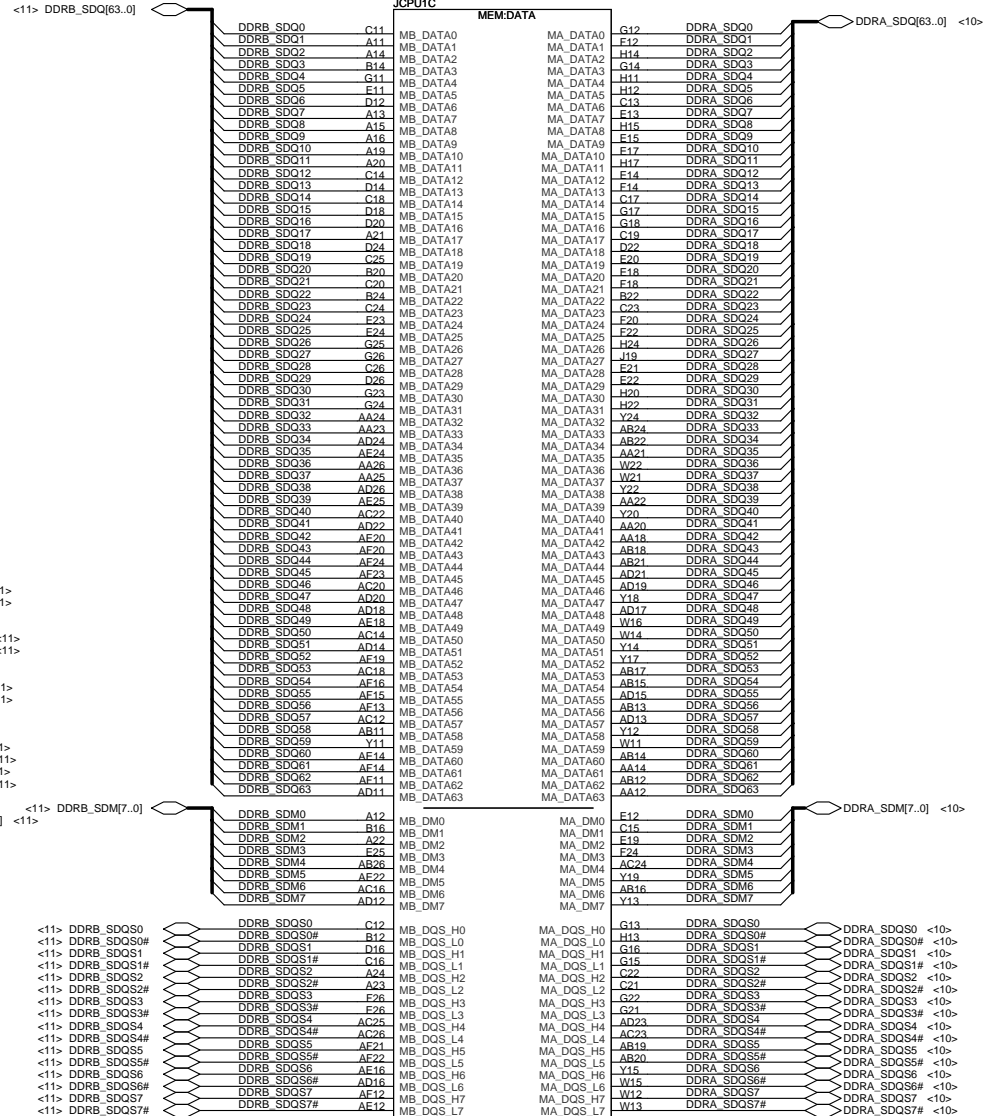 <11> DDRB_SDQ[63..0] JCPU1C DDRA_SDQ[63..0] <10>
MEM:DATA
DDRB_SDQ0 C11 MB_DATA0 MA_DATA0 G12 DDRA_SDQ0
DDRB_SDQ1 A11 MB_DATA1 MA_DATA1 F12 DDRA_SDQ1
DDRB_SDQ2 A14 MB_DATA2 MA_DATA2 H14 DDRA_SDQ2
DDRB_SDQ3 B14 MB_DATA3 MA_DATA3 G14 DDRA_SDQ3
DDRB_SDQ4 G11 MB_DATA4 MA_DATA4 H11 DDRA_SDQ4
DDRB_SDQ5 E11 MB_DATA5 MA_DATA5 H12 DDRA_SDQ5
DDRB_SDQ6 D12 MB_DATA6 MA_DATA6 C13 DDRA_SDQ6
DDRB_SDQ7 A13 MB_DATA7 MA_DATA7 E13 DDRA_SDQ7
DDRB_SDQ8 A15 MB_DATA8 MA_DATA8 H15 DDRA_SDQ8
DDRB_SDQ9 A16 MB_DATA9 MA_DATA9 E15 DDRA_SDQ9
DDRB_SDQ10 A19 MB_DATA10 MA_DATA10 E17 DDRA_SDQ10
DDRB_SDQ11 A20 MB_DATA11 MA_DATA11 H17 DDRA_SDQ11
DDRB_SDQ12 C14 MB_DATA12 MA_DATA12 E14 DDRA_SDQ12
DDRB_SDQ13 D14 MB_DATA13 MA_DATA13 F14 DDRA_SDQ13
DDRB_SDQ14 C18 MB_DATA14 MA_DATA14 C17 DDRA_SDQ14
DDRB_SDQ15 D18 MB_DATA15 MA_DATA15 G17 DDRA_SDQ15
DDRB_SDQ16 D20 MB_DATA16 MA_DATA16 G18 DDRA_SDQ16
DDRB_SDQ17 A21 MB_DATA17 MA_DATA17 C19 DDRA_SDQ17
DDRB_SDQ18 D24 MB_DATA18 MA_DATA18 D22 DDRA_SDQ18
DDRB_SDQ19 C25 MB_DATA19 MA_DATA19 E20 DDRA_SDQ19
DDRB_SDQ20 B20 MB_DATA20 MA_DATA20 E18 DDRA_SDQ20
DDRB_SDQ21 C20 MB_DATA21 MA_DATA21 F18 DDRA_SDQ21
DDRB_SDQ22 B24 MB_DATA22 MA_DATA22 B22 DDRA_SDQ22
DDRB_SDQ23 C24 MB_DATA23 MA_DATA23 C23 DDRA_SDQ23
DDRB_SDQ24 E23 MB_DATA24 MA_DATA24 F20 DDRA_SDQ24
DDRB_SDQ25 E24 MB_DATA25 MA_DATA25 F22 DDRA_SDQ25
DDRB_SDQ26 G25 MB_DATA26 MA_DATA26 H24 DDRA_SDQ26
DDRB_SDQ27 G26 MB_DATA27 MA_DATA27 J19 DDRA_SDQ27
DDRB_SDQ28 C26 MB_DATA28 MA_DATA28 E21 DDRA_SDQ28
DDRB_SDQ29 D26 MB_DATA29 MA_DATA29 E22 DDRA_SDQ29
DDRB_SDQ30 G23 MB_DATA30 MA_DATA30 H20 DDRA_SDQ30
DDRB_SDQ31 G24 MB_DATA31 MA_DATA31 H22 DDRA_SDQ31
DDRB_SDQ32 AA24 MB_DATA32 MA_DATA32 Y24 DDRA_SDQ32
DDRB_SDQ33 AA23 MB_DATA33 MA_DATA33 AB24 DDRA_SDQ33
DDRB_SDQ34 AD24 MB_DATA34 MA_DATA34 AB22 DDRA_SDQ34
DDRB_SDQ35 AE24 MB_DATA35 MA_DATA35 AA21 DDRA_SDQ35
DDRB_SDQ36 AA26 MB_DATA36 MA_DATA36 W22 DDRA_SDQ36
DDRB_SDQ37 AA25 MB_DATA37 MA_DATA37 W21 DDRA_SDQ37
DDRB_SDQ38 AD26 MB_DATA38 MA_DATA38 Y22 DDRA_SDQ38
DDRB_SDQ39 AE25 MB_DATA39 MA_DATA39 AA22 DDRA_SDQ39
DDRB_SDQ40 AC22 MB_DATA40 MA_DATA40 Y20 DDRA_SDQ40
DDRB_SDQ41 AD22 MB_DATA41 MA_DATA41 AA20 DDRA_SDQ41
DDRB_SDQ42 AE20 MB_DATA42 MA_DATA42 AA18 DDRA_SDQ42
DDRB_SDQ43 AF20 MB_DATA43 MA_DATA43 AB18 DDRA_SDQ43
DDRB_SDQ44 AF24 MB_DATA44 MA_DATA44 AB21 DDRA_SDQ44
DDRB_SDQ45 AF23 MB_DATA45 MA_DATA45 AD21 DDRA_SDQ45
1> DDRB_SDQ46 AC20 MB_DATA46 MA_DATA46 AD19 DDRA_SDQ46
1> DDRB_SDQ47 AD20 MB_DATA47 MA_DATA47 Y18 DDRA_SDQ47
DDRB_SDQ48 AD18 MB_DATA48 MA_DATA48 AD17 DDRA_SDQ48
DDRB_SDQ49 AE18 MB_DATA49 MA_DATA49 W16 DDRA_SDQ49
<11> DDRB_SDQ50 AC14 MB_DATA50 MA_DATA50 W14 DDRA_SDQ50
<11> DDRB_SDQ51 AD14 MB_DATA51 MA_DATA51 Y14 DDRA_SDQ51
DDRB_SDQ52 AF19 MB_DATA52 MA_DATA52 Y17 DDRA_SDQ52
DDRB_SDQ53 AC18 MB_DATA53 MA_DATA53 AB17 DDRA_SDQ53
1> DDRB_SDQ54 AF16 MB_DATA54 MA_DATA54 AB15 DDRA_SDQ54
1> DDRB_SDQ55 AF15 MB_DATA55 MA_DATA55 AD15 DDRA_SDQ55
DDRB_SDQ56 AF13 MB_DATA56 MA_DATA56 AB13 DDRA_SDQ56
DDRB_SDQ57 AC12 MB_DATA57 MA_DATA57 AD13 DDRA_SDQ57
DDRB_SDQ58 AB11 MB_DATA58 MA_DATA58 Y12 DDRA_SDQ58
1> DDRB_SDQ59 Y11 MB_DATA59 MA_DATA59 W11 DDRA_SDQ59
11> DDRB_SDQ60 AE14 MB_DATA60 MA_DATA60 AB14 DDRA_SDQ60
1> DDRB_SDQ61 AF14 MB_DATA61 MA_DATA61 AA14 DDRA_SDQ61
11> DDRB_SDQ62 AF11 MB_DATA62 MA_DATA62 AB12 DDRA_SDQ62
DDRB_SDQ63 AD11 MB_DATA63 MA_DATA63 AA12 DDRA_SDQ63
<11> DDRB_SDM[7..0] DDRA_SDM[7..0] <10>
] <11> DDRB_SDM0 A12 MB_DM0 MA_DM0 E12 DDRA_SDM0
DDRB_SDM1 B16 MB_DM1 MA_DM1 C15 DDRA_SDM1
DDRB_SDM2 A22 MB_DM2 MA_DM2 E19 DDRA_SDM2
DDRB_SDM3 E25 MB_DM3 MA_DM3 F24 DDRA_SDM3
DDRB_SDM4 AB26 MB_DM4 MA_DM4 AC24 DDRA_SDM4
DDRB_SDM5 AE22 MB_DM5 MA_DM5 Y19 DDRA_SDM5
DDRB_SDM6 AC16 MB_DM6 MA_DM6 AB16 DDRA_SDM6
DDRB_SDM7 AD12 MB_DM7 MA_DM7 Y13 DDRA_SDM7
<11> DDRB_SDQS0 DDRB_SDQS0 C12 MB_DQS_H0 MA_DQS_H0 G13 DDRA_SDQS0 DDRA_SDQS0 <10>
<11> DDRB_SDQS0# DDRB_SDQS0# B12 MB_DQS_L0 MA_DQS_L0 H13 DDRA_SDQS0# DDRA_SDQS0# <10>
<11> DDRB_SDQS1 DDRB_SDQS1 D16 MB_DQS_H1 MA_DQS_H1 G16 DDRA_SDQS1 DDRA_SDQS1 <10>
<11> DDRB_SDQS1# DDRB_SDQS1# C16 MB_DQS_L1 MA_DQS_L1 G15 DDRA_SDQS1# DDRA_SDQS1# <10>
<11> DDRB_SDQS2 DDRB_SDQS2 A24 MB_DQS_H2 MA_DQS_H2 C22 DDRA_SDQS2 DDRA_SDQS2 <10>
<11> DDRB_SDQS2# DDRB_SDQS2# A23 MB_DQS_L2 MA_DQS_L2 C21 DDRA_SDQS2# DDRA_SDQS2# <10>
<11> DDRB_SDQS3 DDRB_SDQS3 F26 MB_DQS_H3 MA_DQS_H3 G22 DDRA_SDQS3 DDRA_SDQS3 <10>
<11> DDRB_SDQS3# DDRB_SDQS3# E26 MB_DQS_L3 MA_DQS_L3 G21 DDRA_SDQS3# DDRA_SDQS3# <10>
<11> DDRB_SDQS4 DDRB_SDQS4 AC25 MB_DQS_H4 MA_DQS_H4 AD23 DDRA_SDQS4 DDRA_SDQS4 <10>
<11> DDRB_SDQS4# DDRB_SDQS4# AC26 MB_DQS_L4 MA_DQS_L4 AC23 DDRA_SDQS4# DDRA_SDQS4# <10>
<11> DDRB_SDQS5 DDRB_SDQS5 AF21 MB_DQS_H5 MA_DQS_H5 AB19 DDRA_SDQS5 DDRA_SDQS5 <10>
<11> DDRB_SDQS5# DDRB_SDQS5# AF22 MB_DQS_L5 MA_DQS_L5 AB20 DDRA_SDQS5# DDRA_SDQS5# <10>
<11> DDRB_SDQS6 DDRB_SDQS6 AE16 MB_DQS_H6 MA_DQS_H6 Y15 DDRA_SDQS6 DDRA_SDQS6 <10>
<11> DDRB_SDQS6# DDRB_SDQS6# AD16 MB_DQS_L6 MA_DQS_L6 W15 DDRA_SDQS6# DDRA_SDQS6# <10>
<11> DDRB_SDQS7 DDRB_SDQS7 AF12 MB_DQS_H7 MA_DQS_H7 W12 DDRA_SDQS7 DDRA_SDQS7 <10>
<11> DDRB_SDQS7# DDRB_SDQS7# AE12 MB_DQS_L7 MA_DQS_L7 W13 DDRA_SDQS7# DDRA_SDQS7# <10>